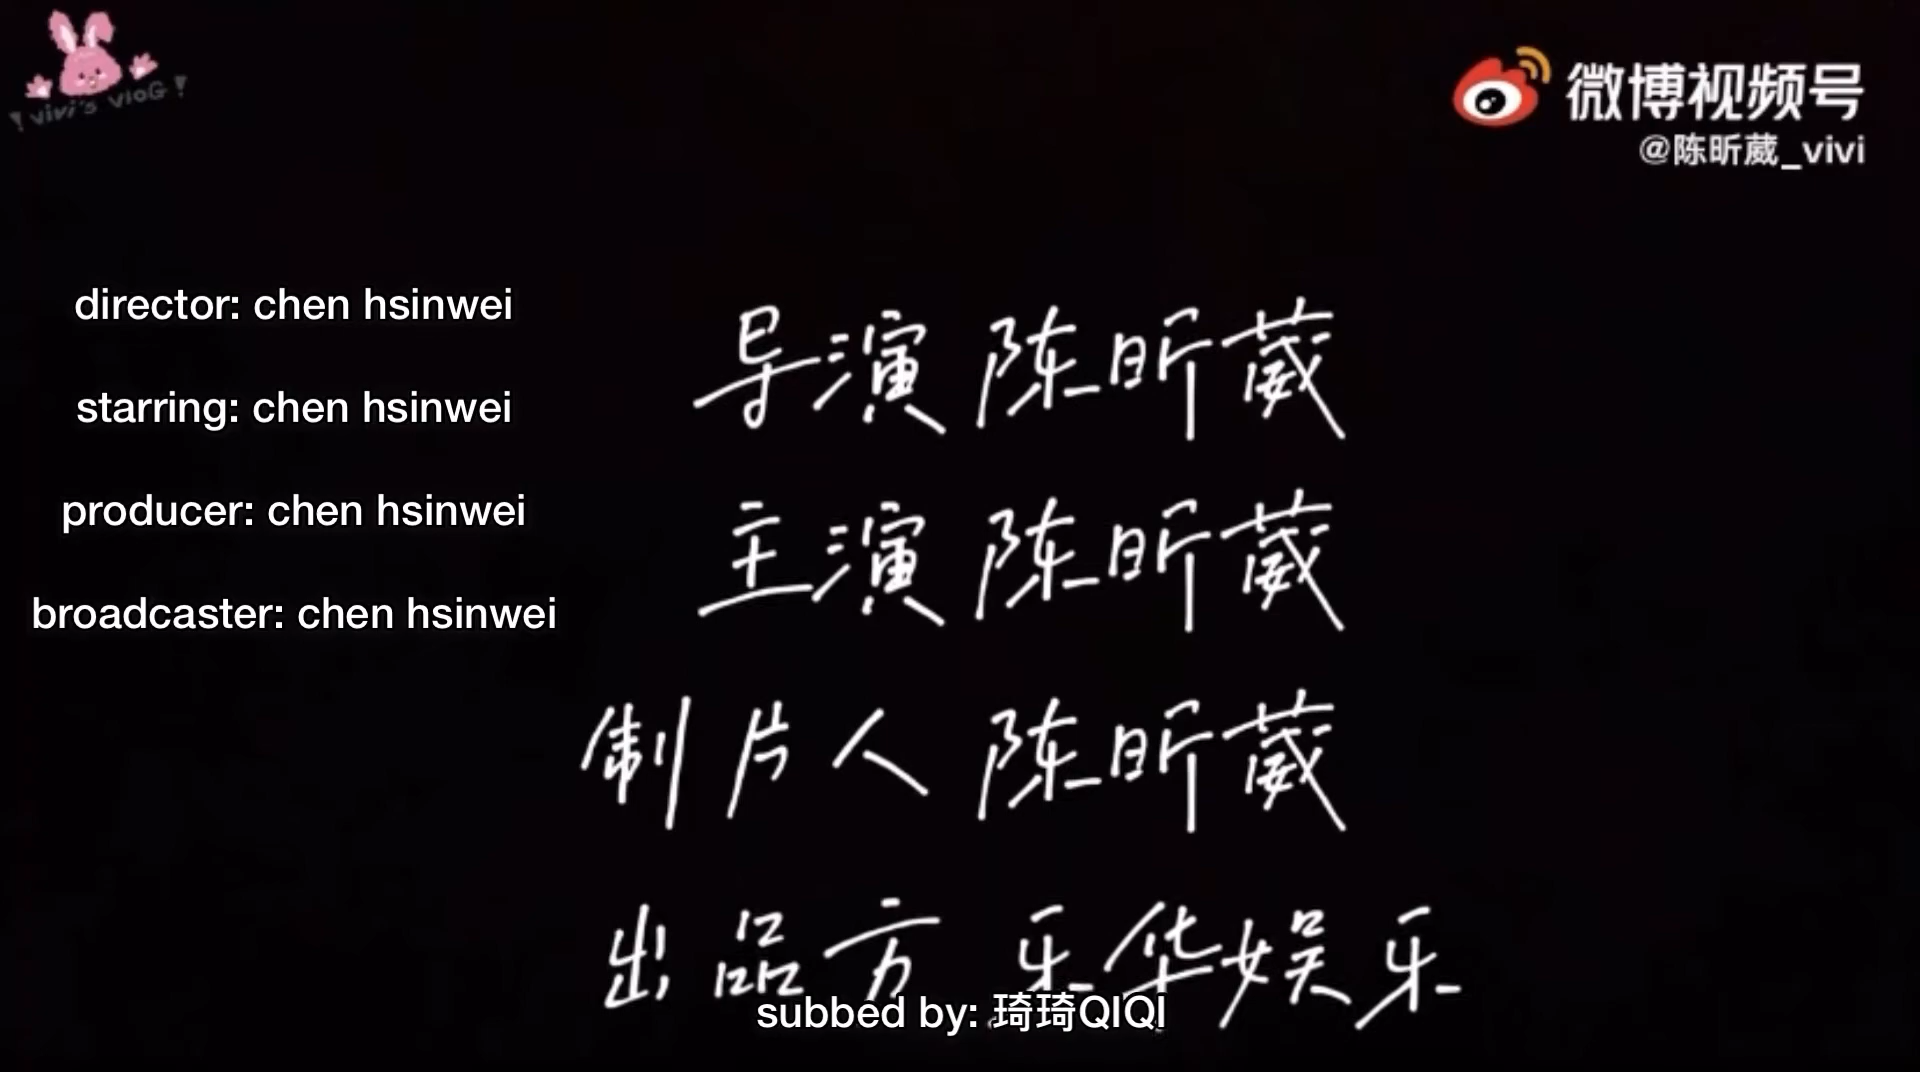 ! vivi's vloG !
微博视频号
@陈昕葳_vivi
director: chen hsinwei
starring: chen hsinwei
producer: chen hsinwei
broadcaster: chen hsinwei
导演 陈昕葳
主演 陈昕葳
制片人 陈昕葳
出品方 乐华娱乐
subbed by: 琦琦QIQI